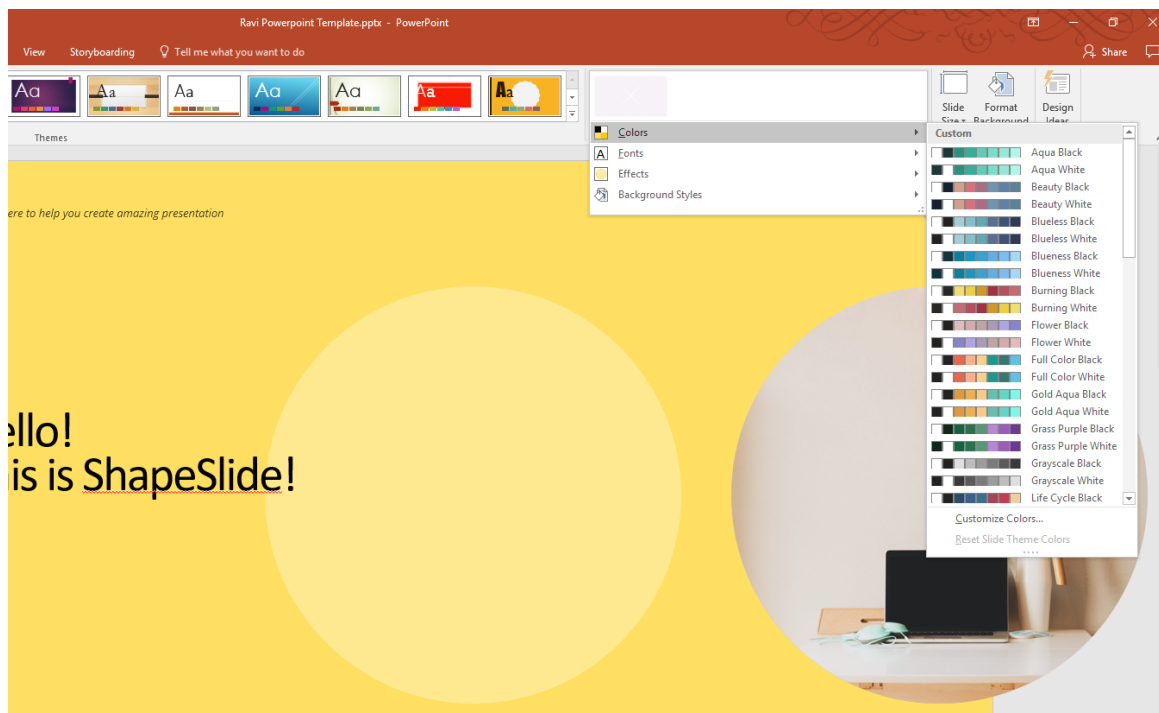 Ravi Powerpoint Template.pptx - PowerPoint
View Storyboarding Tell me what you want to do
Share
Aa Aa Aa Aa Aa Aa Aa
Slide Size Format Background Design Ideas
Themes
Colors
Fonts
Effects
Background Styles
Custom
Aqua Black
Aqua White
Beauty Black
Beauty White
Blueless Black
Blueless White
Blueness Black
Blueness White
Burning Black
Burning White
Flower Black
Flower White
Full Color Black
Full Color White
Gold Aqua Black
Gold Aqua White
Grass Purple Black
Grass Purple White
Grayscale Black
Grayscale White
Life Cycle Black
Customize Colors...
Reset Slide Theme Colors
ere to help you create amazing presentation
ello!
is is ShapeSlide!